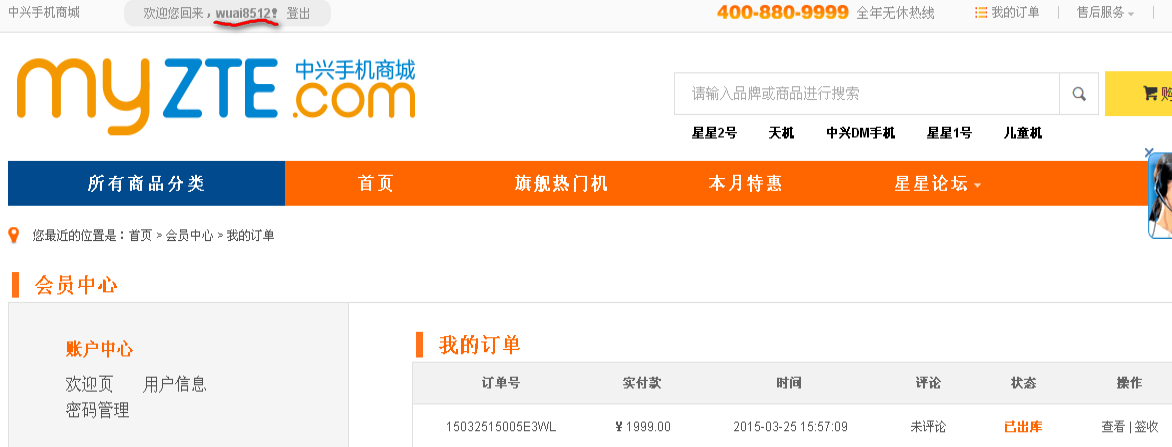 中兴手机商城 欢迎您回来，wuai8512！ 登出 400-880-9999 全年无休热线 我的订单 售后服务
myZTE 中兴手机商城 .com
请输入品牌或商品进行搜索 购
星星2号 天机 中兴DM手机 星星1号 儿童机
所有商品分类 首页 旗舰热门机 本月特惠 星星论坛
您最近的位置是：首页 » 会员中心 » 我的订单
会员中心
账户中心
欢迎页 用户信息
密码管理
我的订单
订单号 实付款 时间 评论 状态 操作
15032515005E3WL ¥ 1999.00 2015-03-25 15:57:09 未评论 已出库 查看 | 签收